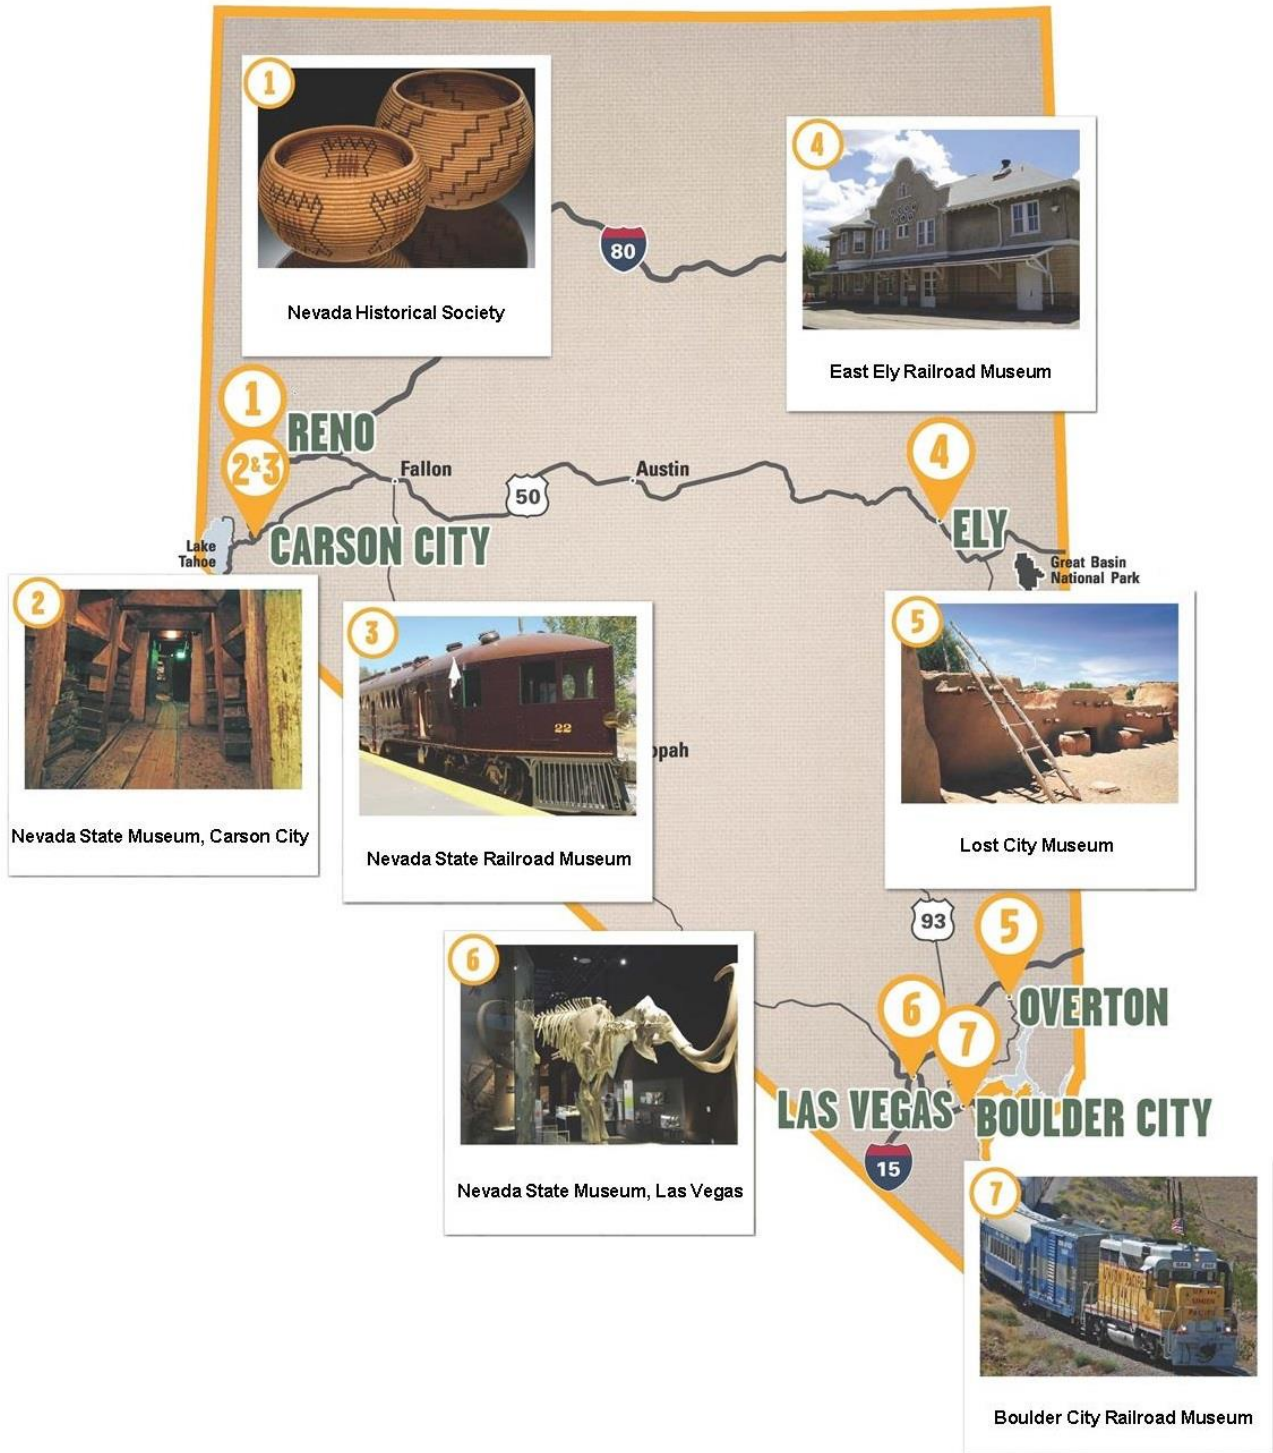 1
Nevada Historical Society
80
4
East Ely Railroad Museum
1
RENO
2&3
Fallon
50
Austin
4
ELY
CARSON CITY
Lake
Tahoe
Great Basin
National Park
2
Nevada State Museum, Carson City
3
22
Nevada State Railroad Museum
opah
5
Lost City Museum
93
5
OVERTON
6
Nevada State Museum, Las Vegas
6
7
LAS VEGAS
BOULDER CITY
15
7
UNION PACIFIC
Boulder City Railroad Museum